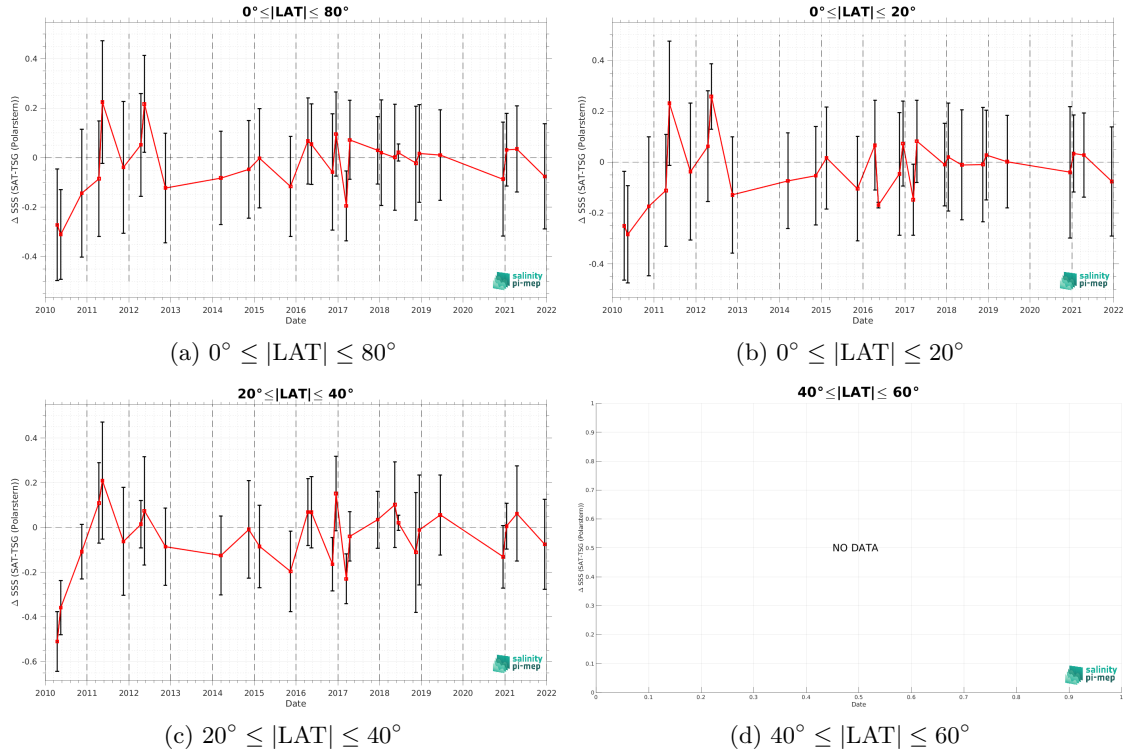 0°≤|LAT|≤ 80°
Δ SSS (SAT-TSG (Polarstern))
0.4
0.2
0
-0.2
-0.4
2010 2011 2012 2013 2014 2015 2016 2017 2018 2019 2020 2021 2022
Date
salinity
pi-mep
(a) 0° ≤ |LAT| ≤ 80°
0°≤|LAT|≤ 20°
Δ SSS (SAT-TSG (Polarstern))
0.4
0.2
0
-0.2
-0.4
2010 2011 2012 2013 2014 2015 2016 2017 2018 2019 2020 2021 2022
Date
salinity
pi-mep
(b) 0° ≤ |LAT| ≤ 20°
20°≤|LAT|≤ 40°
Δ SSS (SAT-TSG (Polarstern))
0.4
0.2
0
-0.2
-0.4
-0.6
2010 2011 2012 2013 2014 2015 2016 2017 2018 2019 2020 2021 2022
Date
salinity
pi-mep
(c) 20° ≤ |LAT| ≤ 40°
40°≤|LAT|≤ 60°
Δ SSS (SAT-TSG (Polarstern))
1
0.9
0.8
0.7
0.6
0.5
0.4
0.3
0.2
0.1
0
NO DATA
0 0.1 0.2 0.3 0.4 0.5 0.6 0.7 0.8 0.9 1
Date
salinity
pi-mep
(d) 40° ≤ |LAT| ≤ 60°